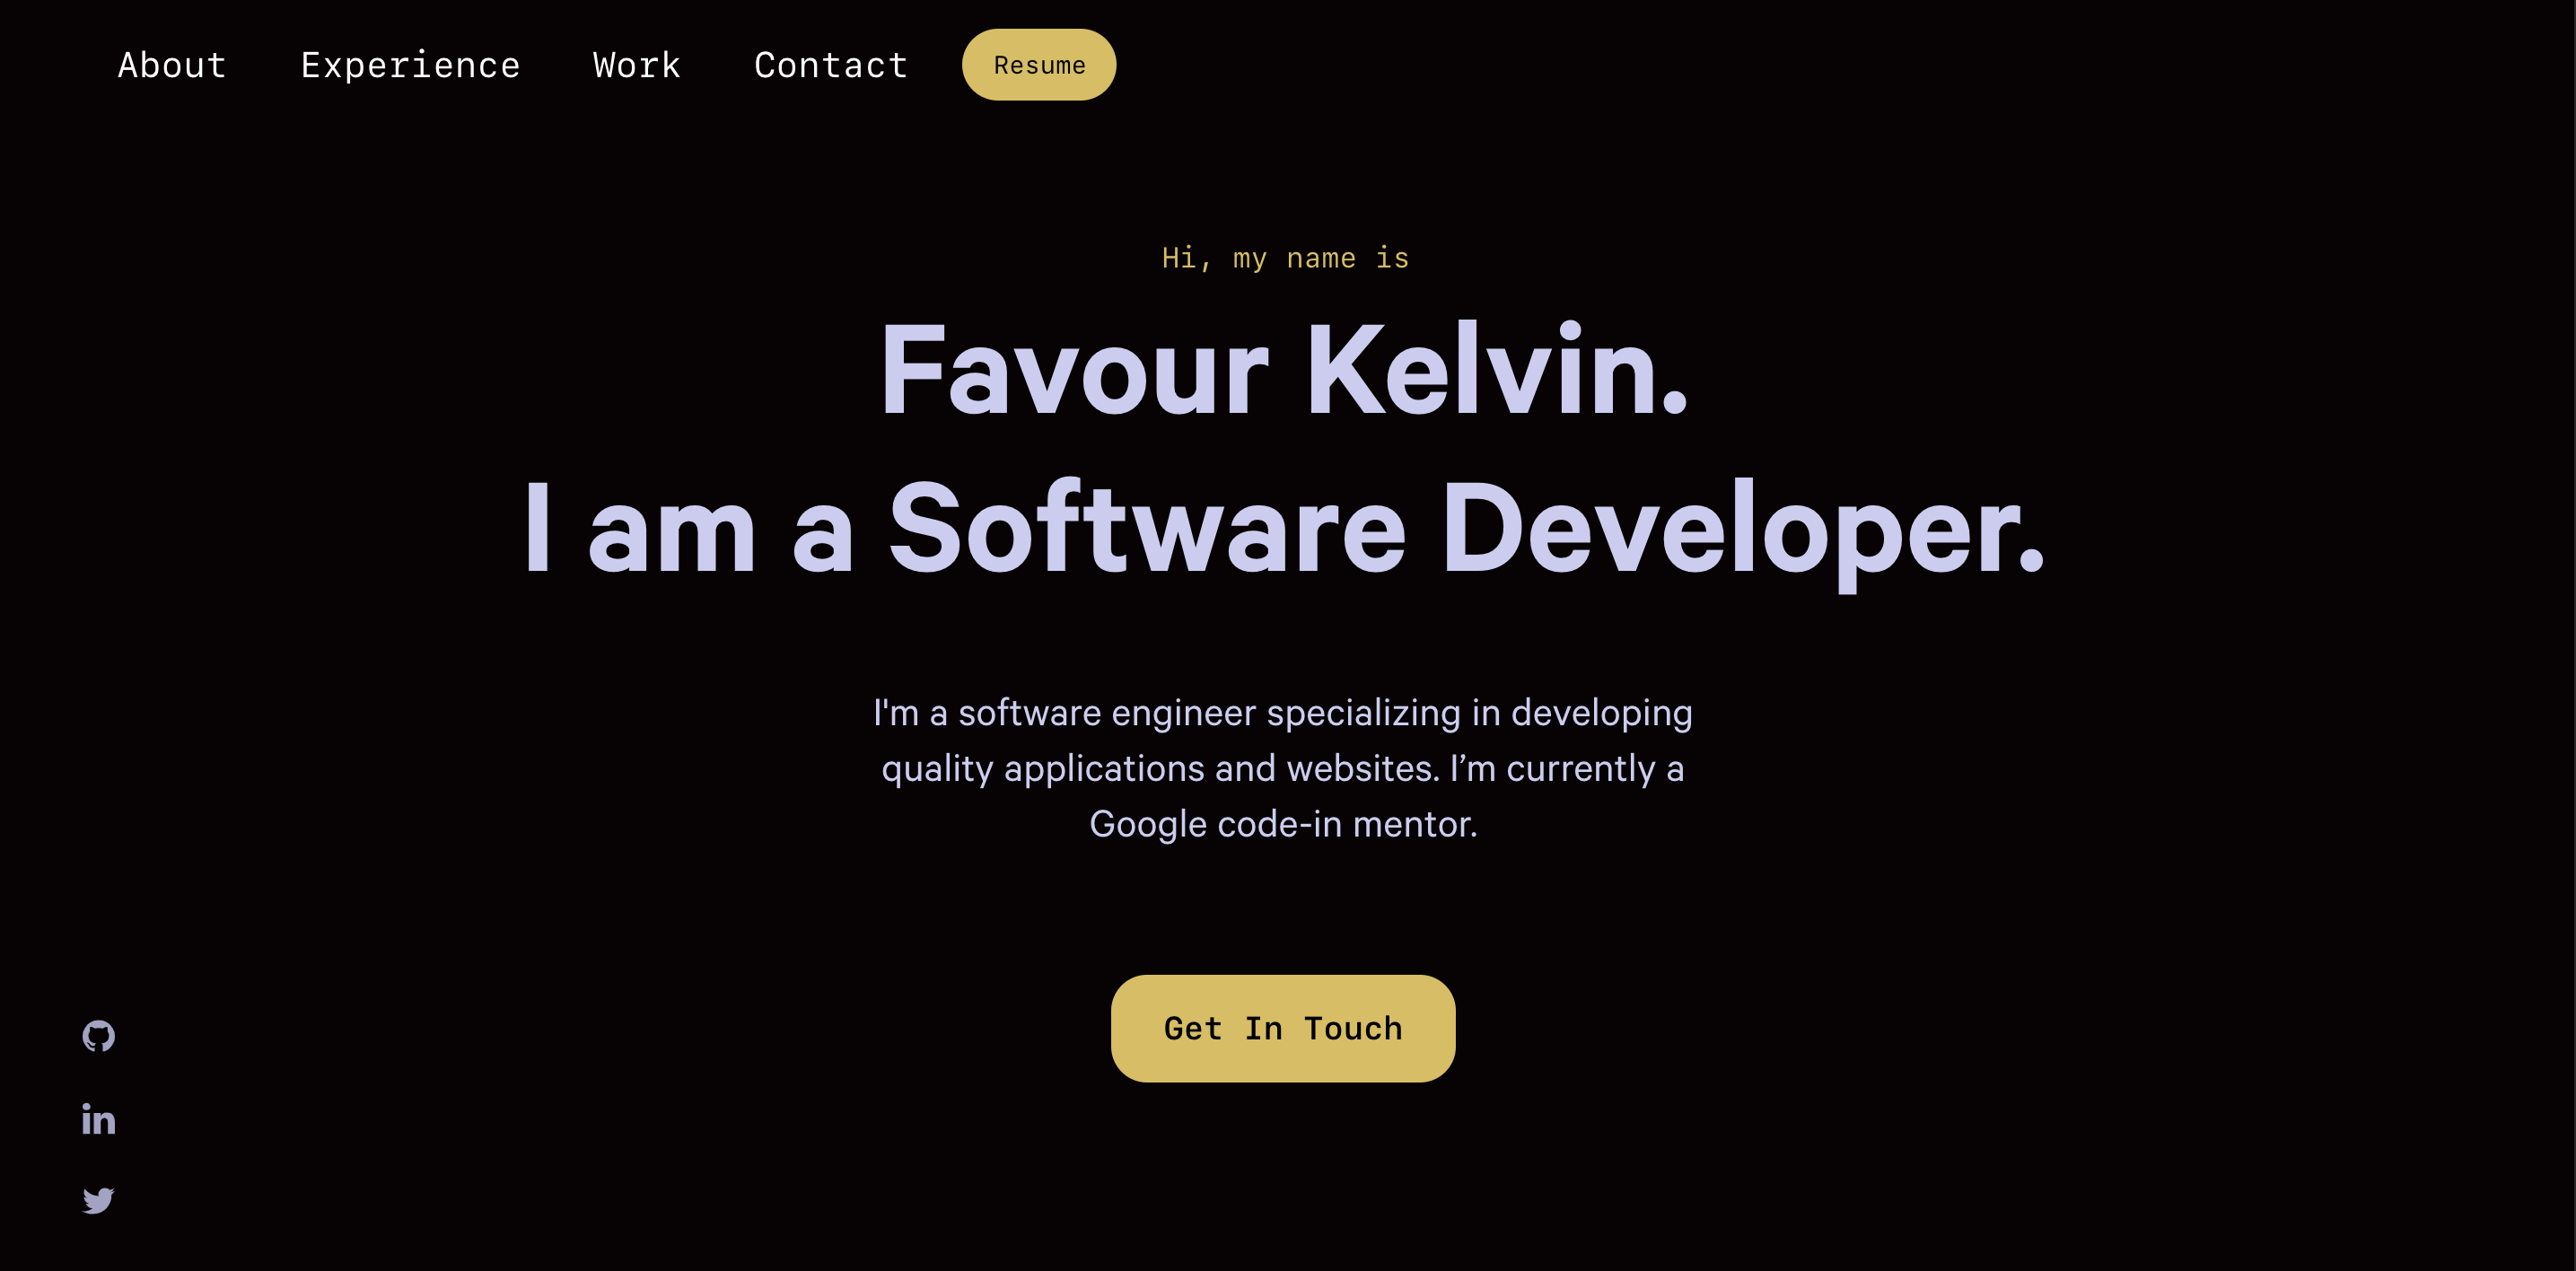 About Experience Work Contact Resume
Hi, my name is
Favour Kelvin.
I am a Software Developer.
I'm a software engineer specializing in developing
quality applications and websites. I’m currently a
Google code-in mentor.
Get In Touch
in